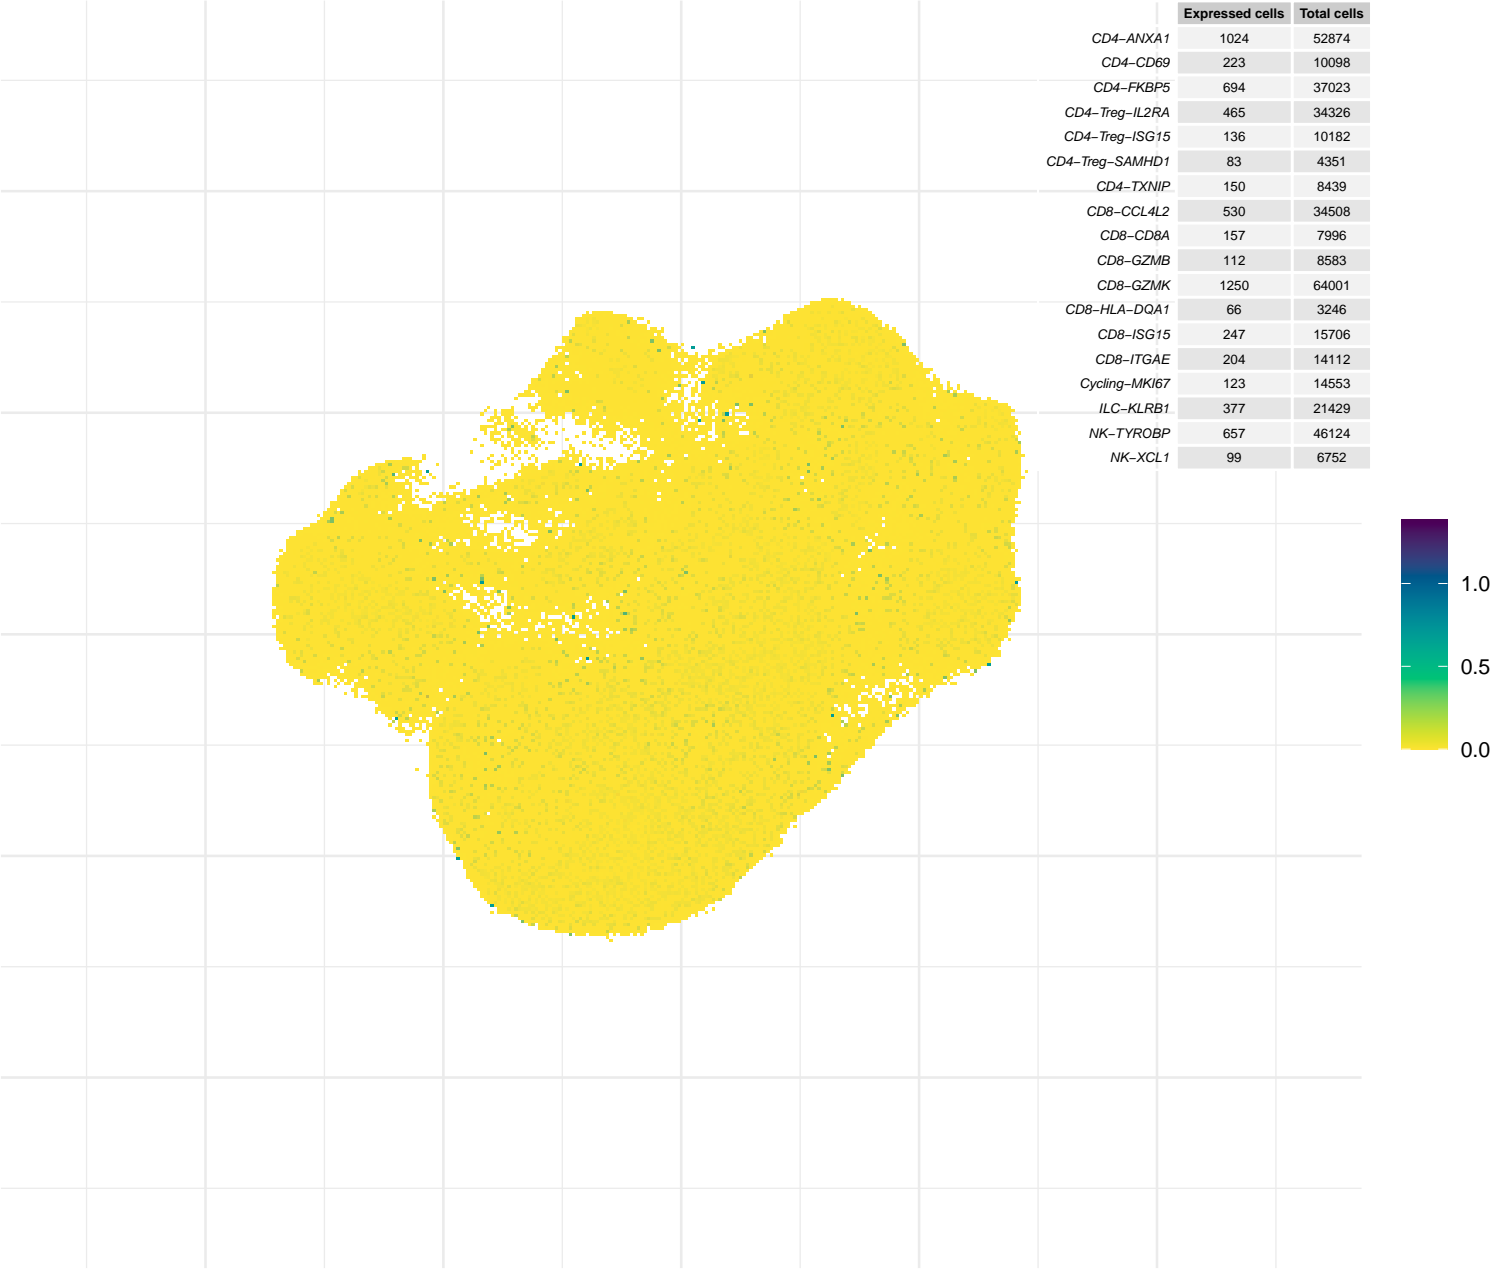 Expressed cells Total cells
CD4−ANXA1 1024 52874
CD4−CD69 223 10098
CD4−FKBP5 694 37023
CD4−Treg−IL2RA 465 34326
CD4−Treg−ISG15 136 10182
CD4−Treg−SAMHD1 83 4351
CD4−TXNIP 150 8439
CD8−CCL4L2 530 34508
CD8−CD8A 157 7996
CD8−GZMB 112 8583
CD8−GZMK 1250 64001
CD8−HLA−DQA1 66 3246
CD8−ISG15 247 15706
CD8−ITGAE 204 14112
Cycling−MKI67 123 14553
ILC−KLRB1 377 21429
NK−TYROBP 657 46124
NK−XCL1 99 6752
1.0
0.5
0.0